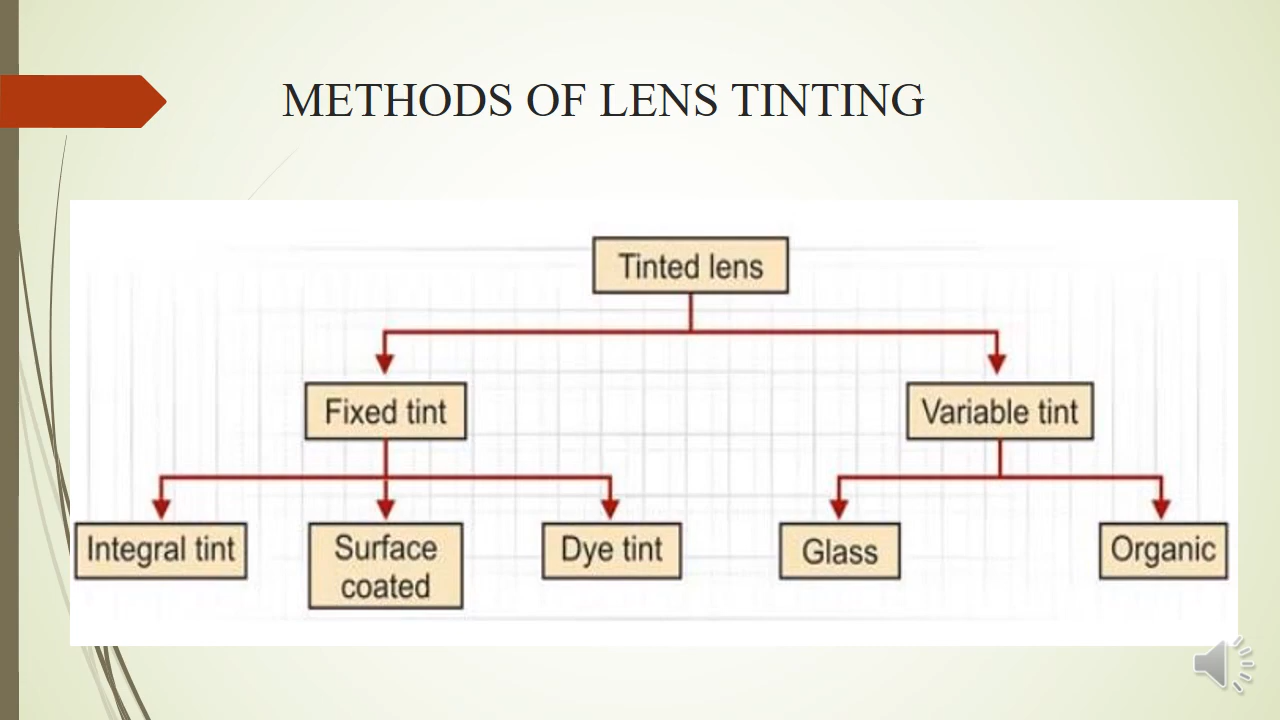 METHODS OF LENS TINTING
Tinted lens
Fixed tint
Variable tint
Integral tint
Surface
coated
Dye tint
Glass
Organic